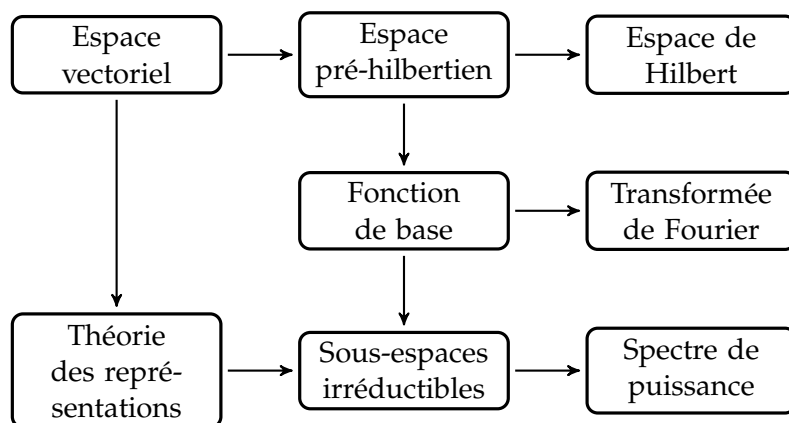 Espace
vectoriel
Espace
pré-hilbertien
Espace de
Hilbert
Fonction
de base
Transformée
de Fourier
Théorie
des repré-
sentations
Sous-espaces
irréductibles
Spectre de
puissance